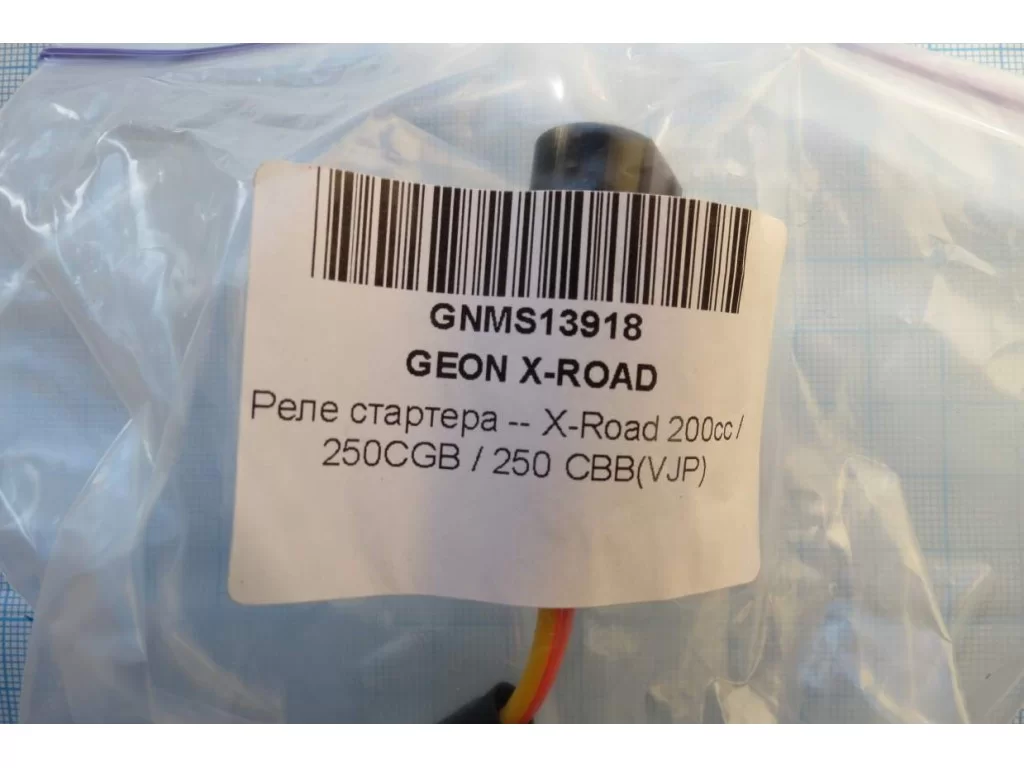 GNMS13918
GEON X-ROAD
Реле стартера -- X-Road 200cc /
250CGB / 250 CBB(VJP)